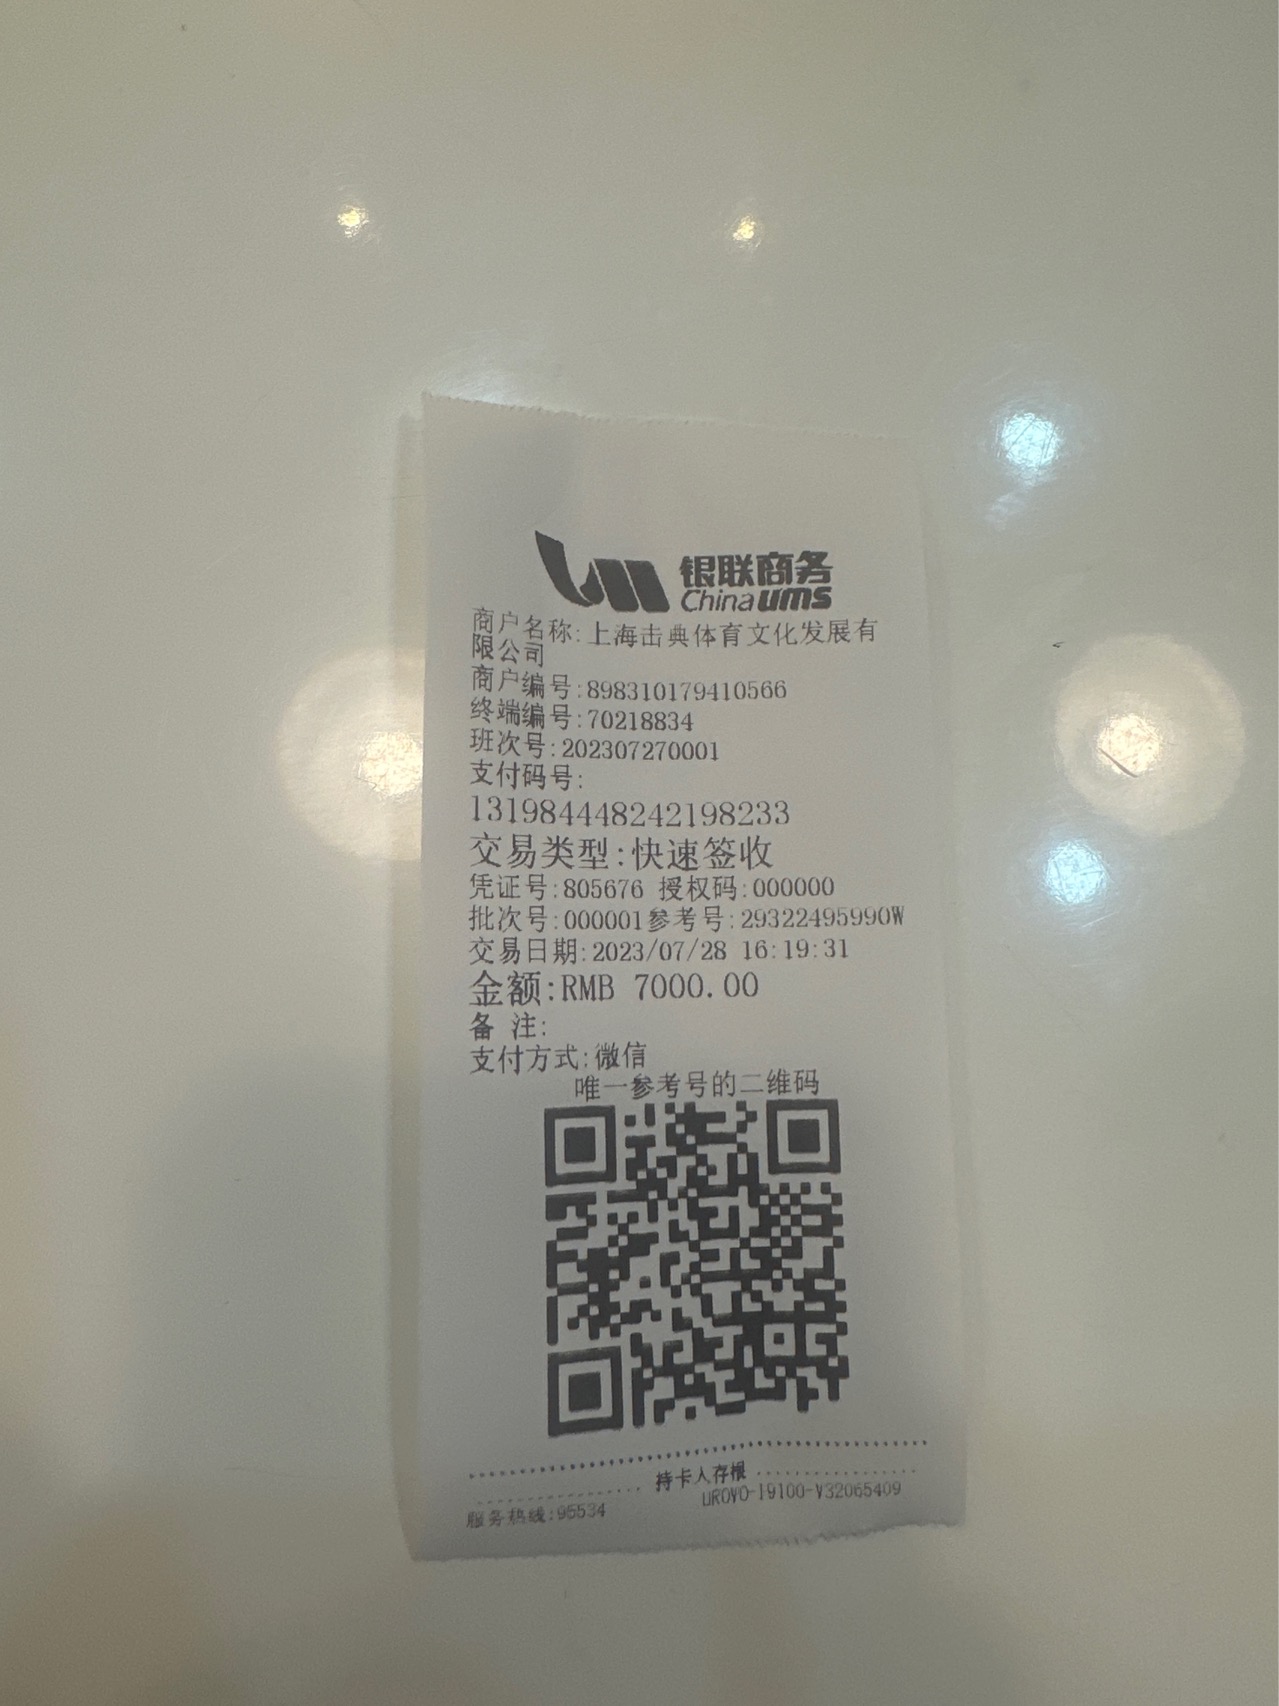 银联商务
China ums
商户名称:上海击典体育文化发展有
限公司
商户编号:898310179410566
终端编号:70218834
班次号:202307270001
支付码号:
131984448242198233
交易类型:快速签收
凭证号:805676 授权码:000000
批次号:000001参考号:29322495990W
交易日期:2023/07/28 16:19:31
金额:RMB 7000.00
备 注:
支付方式:微信
唯一参考号的二维码
持卡人存根
服务热线:95534
UROVO-I9100-V32065409